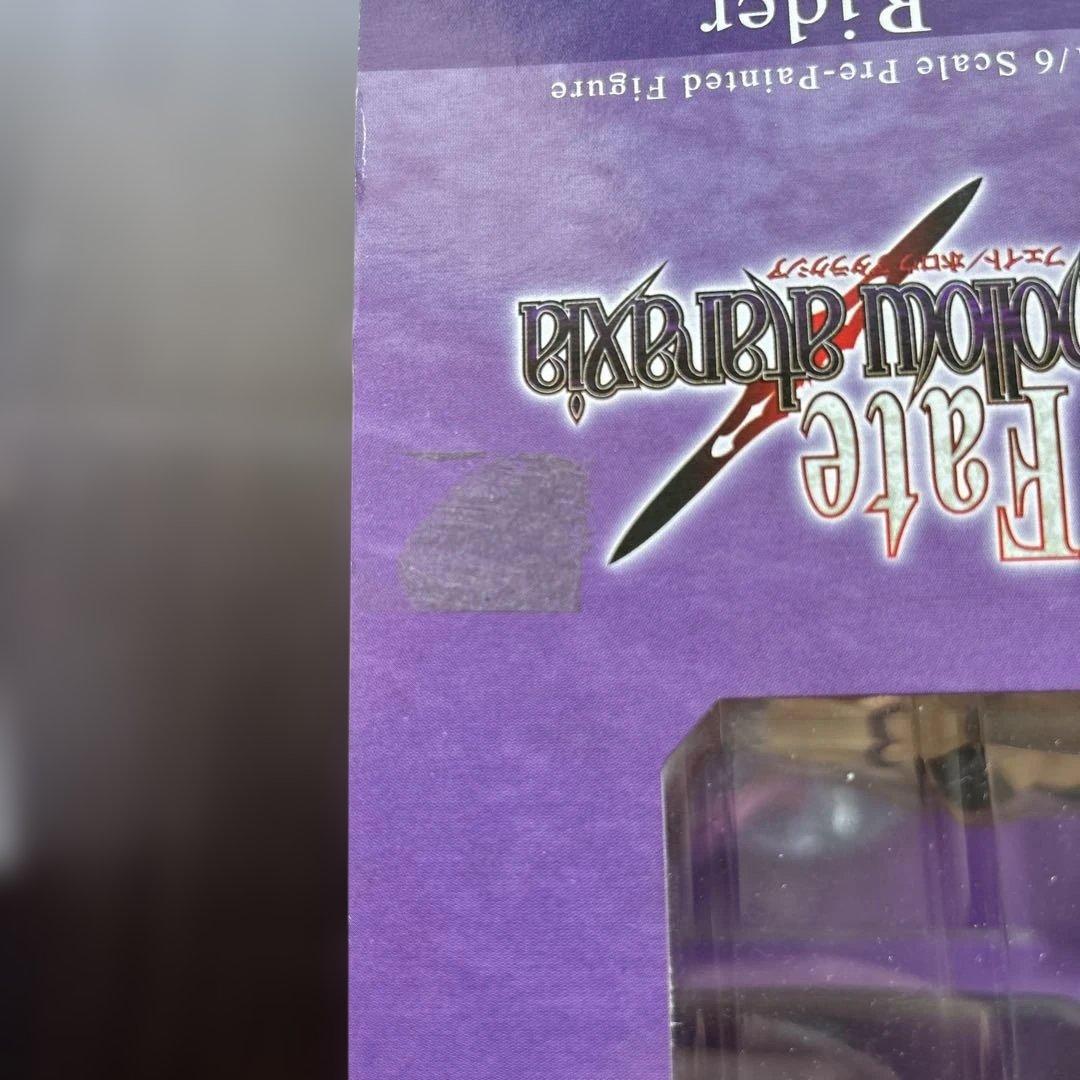 Fate
hollow ataraxia
フェイト/ホロウ アタラクシア
1/6 Scale Pre-Painted Figure
Rider